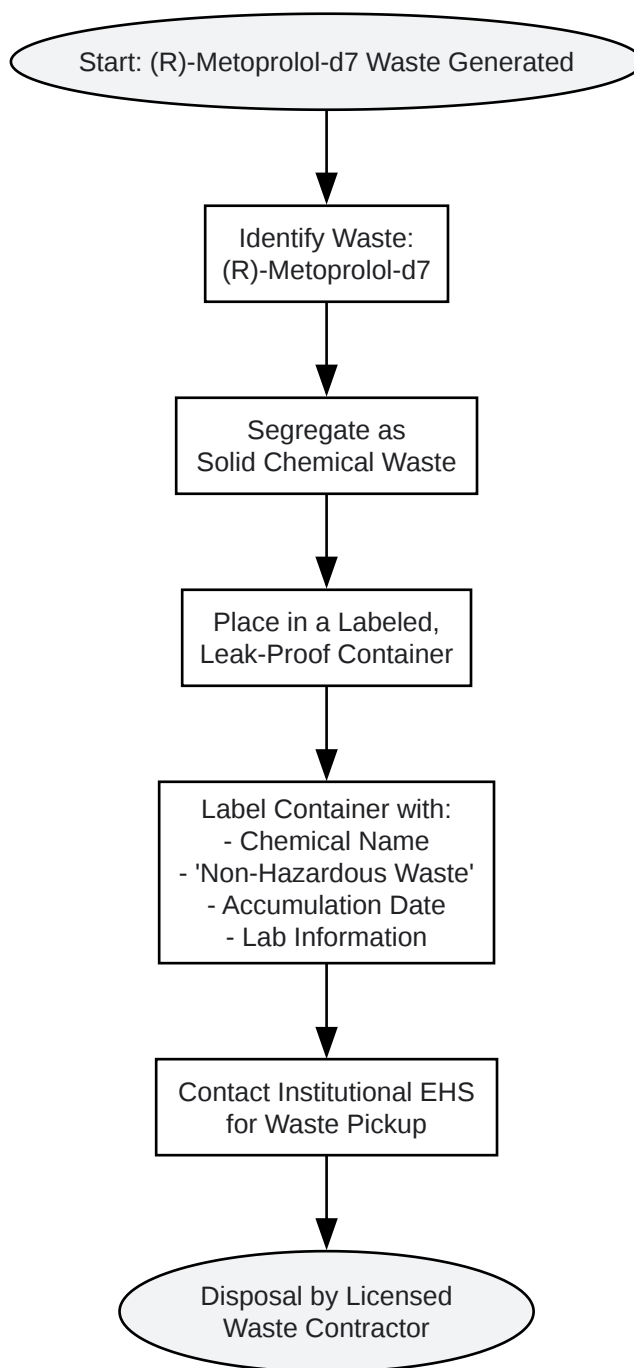 Start: (R)-Metoprolol-d7 Waste Generated
Identify Waste:
(R)-Metoprolol-d7
Segregate as
Solid Chemical Waste
Place in a Labeled,
Leak-Proof Container
Label Container with:
- Chemical Name
- 'Non-Hazardous Waste'
- Accumulation Date
- Lab Information
Contact Institutional EHS
for Waste Pickup
Disposal by Licensed
Waste Contractor